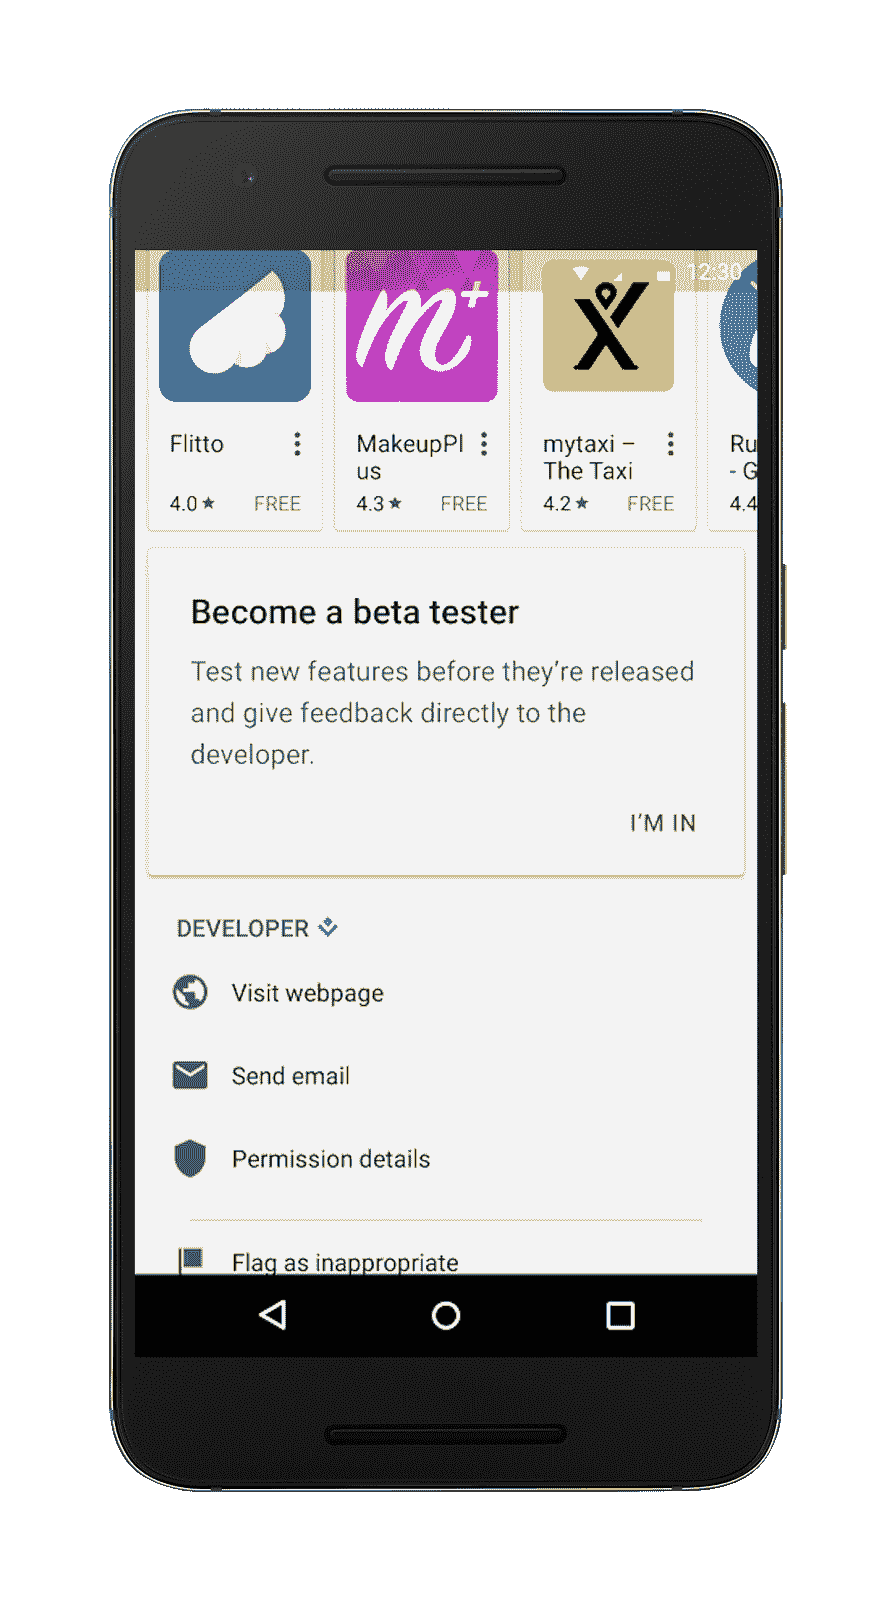 12:30
m+
Flitto
MakeupPl
us
mytaxi –
The Taxi
Ru
- G
4.0 ★ FREE
4.3 ★ FREE
4.2 ★ FREE
4.4
Become a beta tester
Test new features before they're released
and give feedback directly to the
developer.
I'M IN
DEVELOPER
Visit webpage
Send email
Permission details
Flag as inappropriate